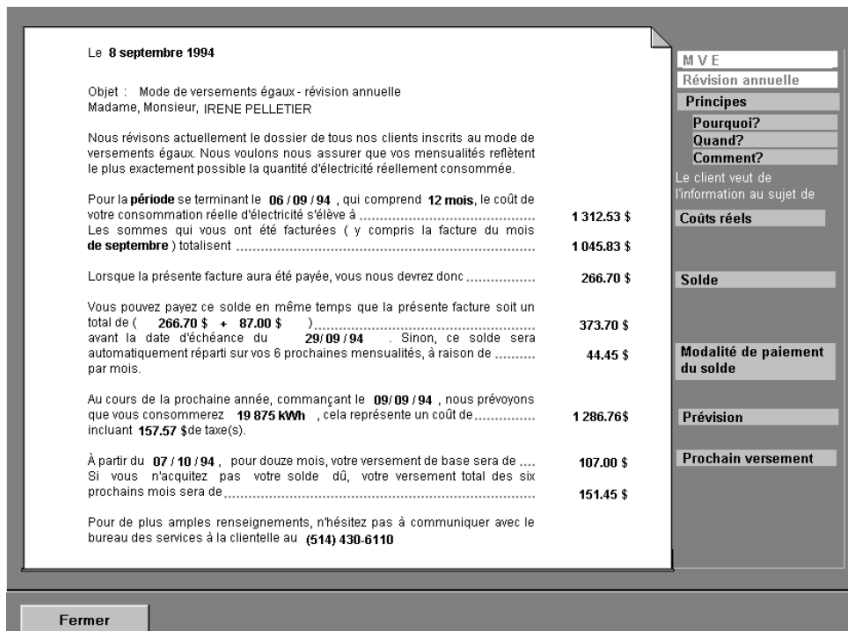 Le 8 septembre 1994
Objet : Mode de versements égaux - révision annuelle
Madame, Monsieur, IRENE PELLETIER
Nous révisons actuellement le dossier de tous nos clients inscrits au mode de
versements égaux. Nous voulons nous assurer que vos mensualités reflètent
le plus exactement possible la quantité d'électricité réellement consommée.
Pour la période se terminant le 06 / 09 / 94 , qui comprend 12 mois, le coût de
votre consommation réelle d'électricité s'élève à ........................................ 1 312.53 $
Les sommes qui vous ont été facturées ( y compris la facture du mois
de septembre ) totalisent .................................................................... 1 045.83 $
Lorsque la présente facture aura été payée, vous nous devrez donc ................ 266.70 $
Vous pouvez payez ce solde en même temps que la présente facture soit un
total de ( 266.70 $ + 87.00 $ ).................................................. 373.70 $
avant la date d'échéance du 29/ 09 / 94 . Sinon, ce solde sera
automatiquement réparti sur vos 6 prochaines mensualités, à raison de .......... 44.45 $
par mois.
Au cours de la prochaine année, commançant le 09/ 09 / 94 , nous prévoyons
que vous consommerez 19 875 kWh , cela représente un coût de.............. 1 286.76$
incluant 157.57 $de taxe(s).
À partir du 07 / 10 / 94 , pour douze mois, votre versement de base sera de .... 107.00 $
Si vous n'acquitez pas votre solde dû, votre versement total des six
prochains mois sera de...................................................................... 151.45 $
Pour de plus amples renseignements, n'hésitez pas à communiquer avec le
bureau des services à la clientelle au (514) 430-6110
M V E
Révision annuelle
Principes
Pourquoi?
Quand?
Comment?
Le client veut de
l'information au sujet de
Coûts réels
Solde
Modalité de paiement
du solde
Prévision
Prochain versement
Fermer